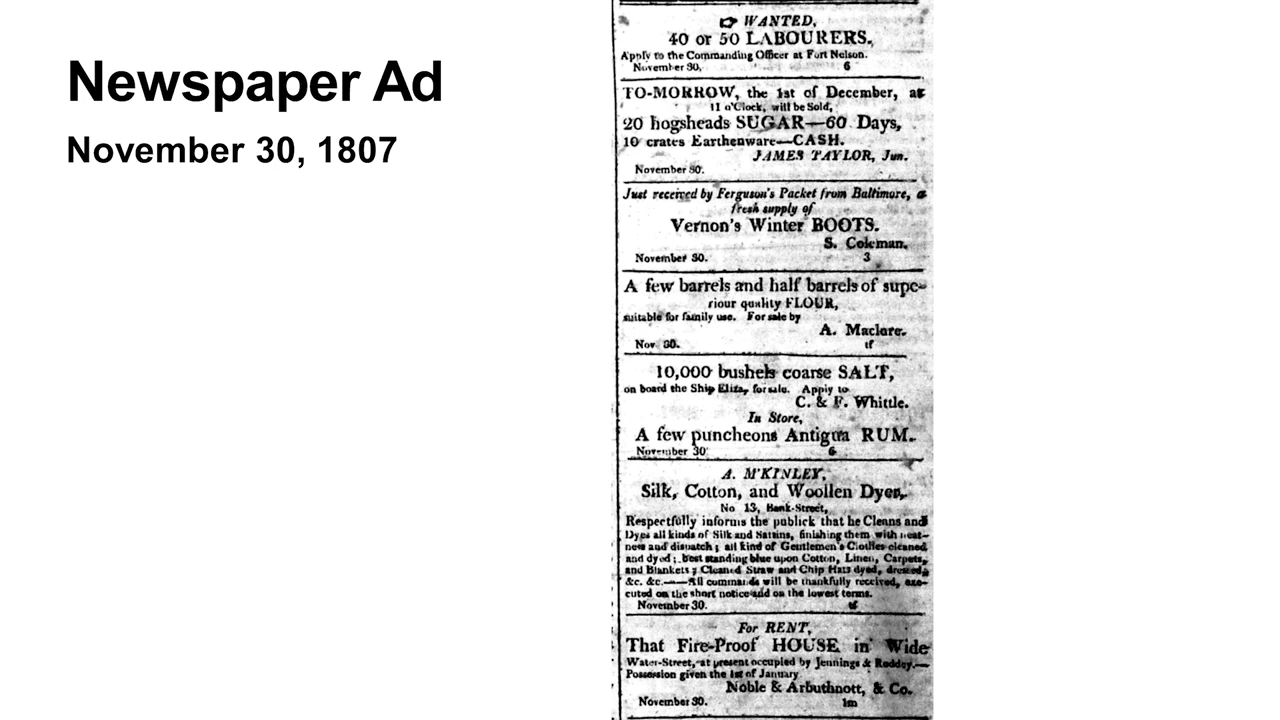 Newspaper Ad
November 30, 1807
☞ WANTED,
40 or 50 LABOURERS.
Apply to the Commanding Officer at Fort Nelson.
November 30. 6
TO-MORROW, the 1st of December, at
11 o'Clock, will be Sold,
20 hogsheads SUGAR—60 Days,
10 crates Earthenware—CASH.
JAMES TAYLOR, Jun.
November 30.
Just received by Ferguson's Packet from Baltimore, a
fresh supply of
Vernon's Winter BOOTS.
S. Coleman.
November 30. 3
A few barrels and half barrels of supe-
riour quality FLOUR,
suitable for family use. For sale by
A. Maclure.
Nov 30. tf
10,000 bushels coarse SALT,
on board the Ship Eliza, for sale. Apply to
C. & F. Whittle.
In Store,
A few puncheons Antigua RUM.
November 30 6
A. M'KINLEY,
Silk, Cotton, and Woollen Dyer,
No 13, Bank-Street,
Respectfully informs the publick that he Cleans and
Dyes all kinds of Silk and Sattins, finishing them with neat-
ness and dispatch; all kind of Gentlemen's Clothes cleaned
and dyed; best standing blue upon Cotton, Linen, Carpets,
and Blankets; Cleaned Straw and Chip Hats dyed, dressed,
&c. &c.——All commands will be thankfully received, exe-
cuted on the short notice and on the lowest terms.
November 30. tf
For RENT,
That Fire-Proof HOUSE in Wide
Water-Street, at present occupied by Jennings & Reddey.—
Possession given the 1st of January
Noble & Arbuthnott, & Co.
November 30. 1m